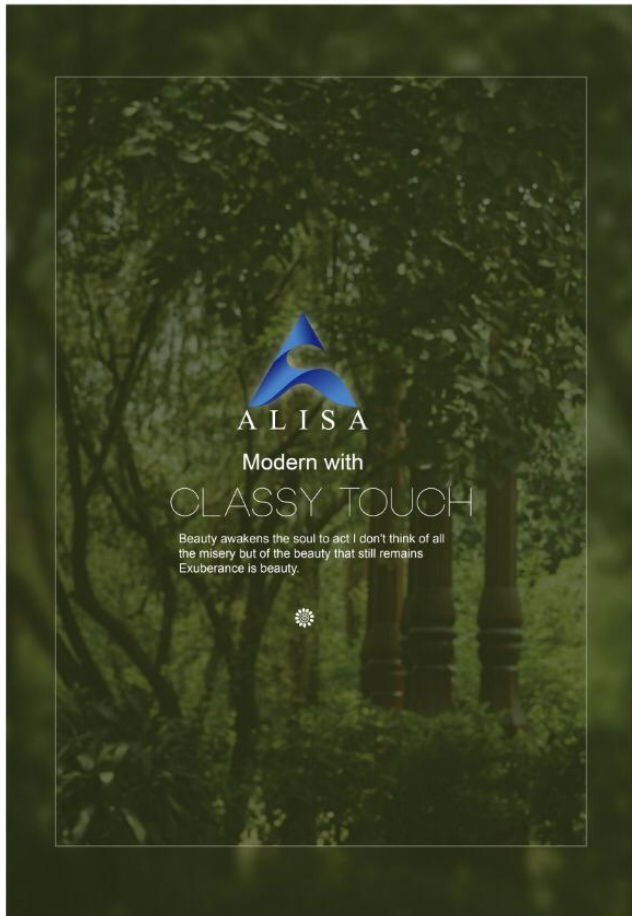 ALISA
Modern with
CLASSY TOUCH
Beauty awakens the soul to act I don't think of all
the misery but of the beauty that still remains
Exuberance is beauty.